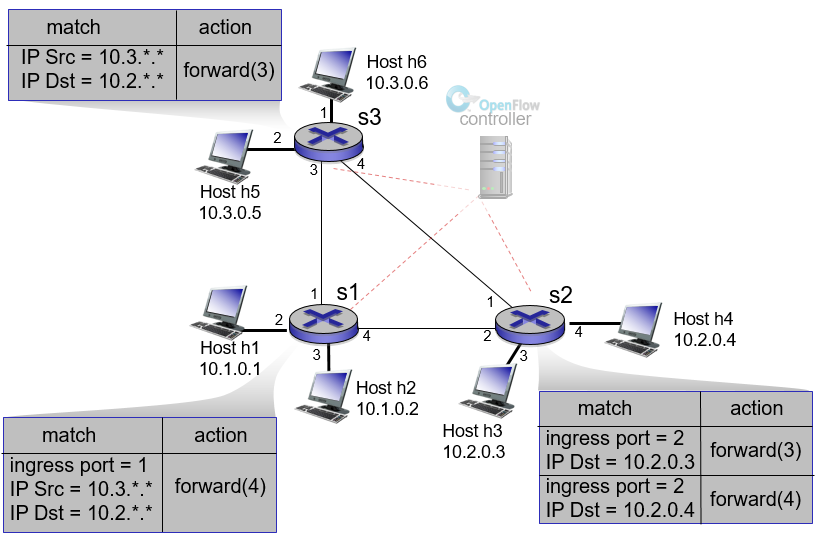 match action
IP Src = 10.3.*.*
IP Dst = 10.2.*.*
forward(3)
Host h6
10.3.0.6
OpenFlow
controller
1
s3
2
3
4
Host h5
10.3.0.5
1
s1
2
3
4
Host h1
10.1.0.1
Host h2
10.1.0.2
1
s2
2
3
4
Host h4
10.2.0.4
Host h3
10.2.0.3
match action
ingress port = 1
IP Src = 10.3.*.*
IP Dst = 10.2.*.*
forward(4)
match action
ingress port = 2
IP Dst = 10.2.0.3
forward(3)
ingress port = 2
IP Dst = 10.2.0.4
forward(4)